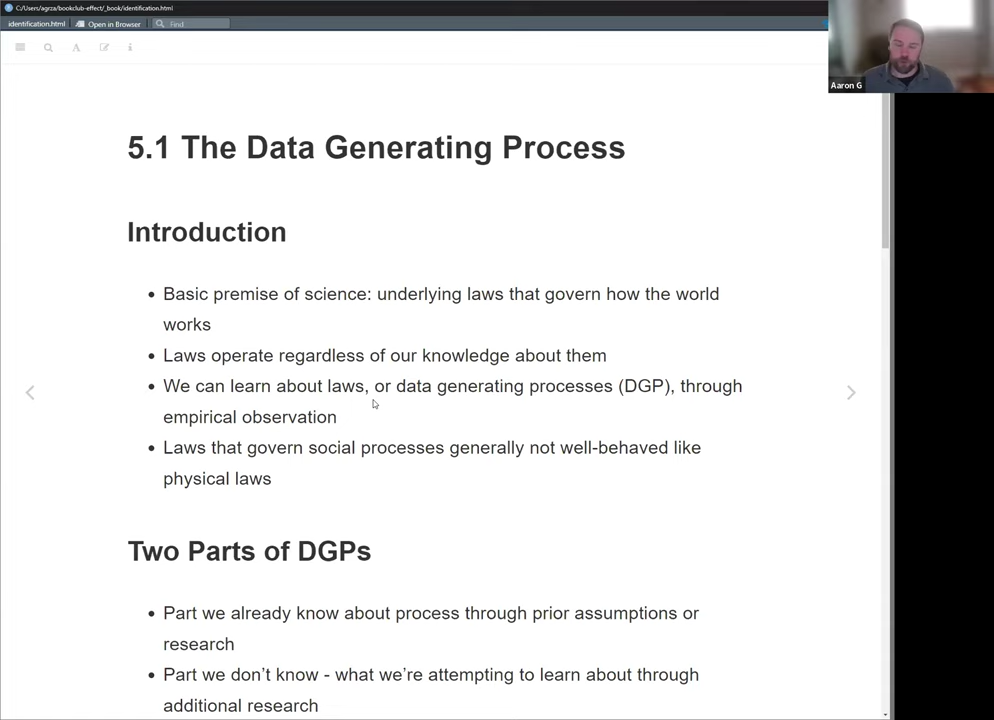 C:/Users/agrza/bookclub-effect/_book/identification.html
identification.html
Open in Browser
Find
Aaron G
5.1 The Data Generating Process
Introduction
• Basic premise of science: underlying laws that govern how the world
works
• Laws operate regardless of our knowledge about them
• We can learn about laws, or data generating processes (DGP), through
empirical observation
• Laws that govern social processes generally not well-behaved like
physical laws
Two Parts of DGPs
• Part we already know about process through prior assumptions or
research
• Part we don't know - what we're attempting to learn about through
additional research